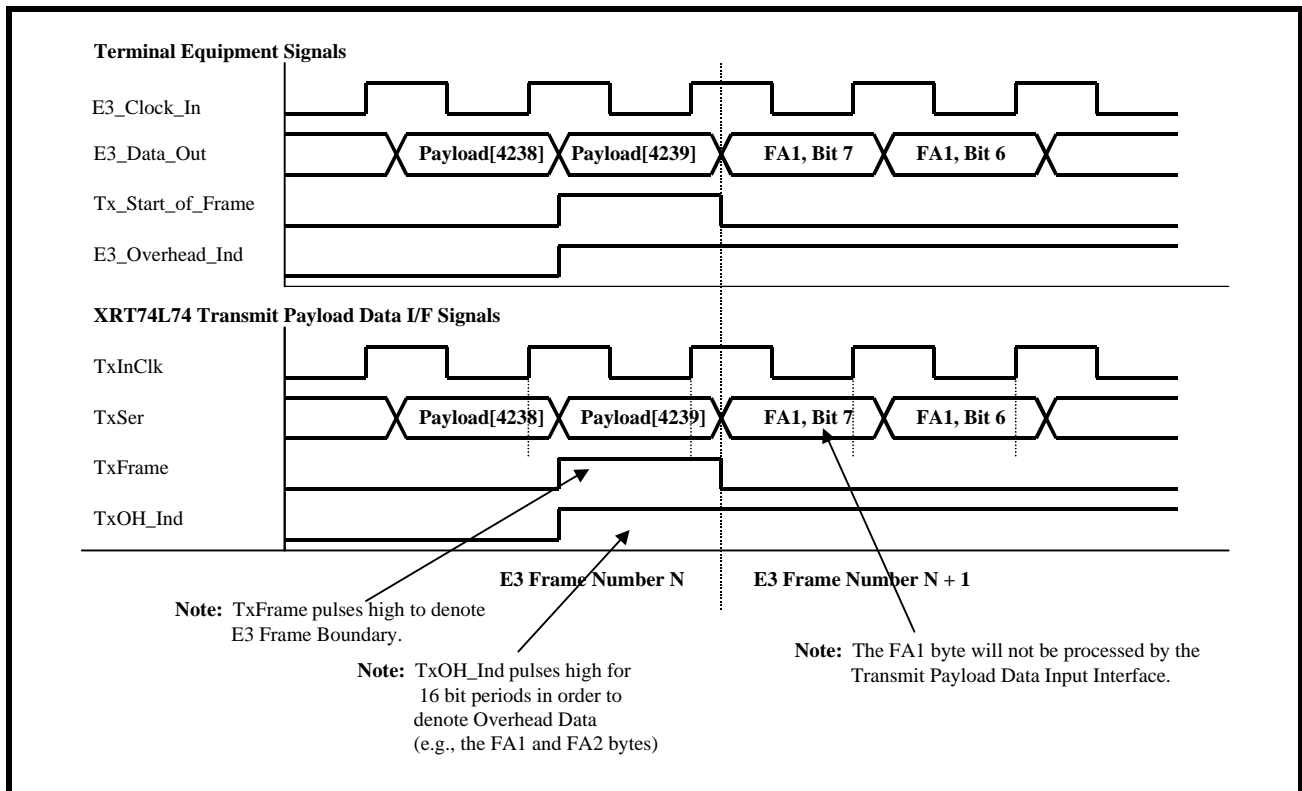 Terminal Equipment Signals
E3_Clock_In
E3_Data_Out
Payload[4238] Payload[4239] FA1, Bit 7 FA1, Bit 6
Tx_Start_of_Frame
E3_Overhead_Ind
XRT74L74 Transmit Payload Data I/F Signals
TxInClk
TxSer
Payload[4238] Payload[4239] FA1, Bit 7 FA1, Bit 6
TxFrame
TxOH_Ind
E3 Frame Number N E3 Frame Number N + 1
Note: TxFrame pulses high to denote
E3 Frame Boundary.
Note: TxOH_Ind pulses high for
16 bit periods in order to
denote Overhead Data
(e.g., the FA1 and FA2 bytes)
Note: The FA1 byte will not be processed by the
Transmit Payload Data Input Interface.